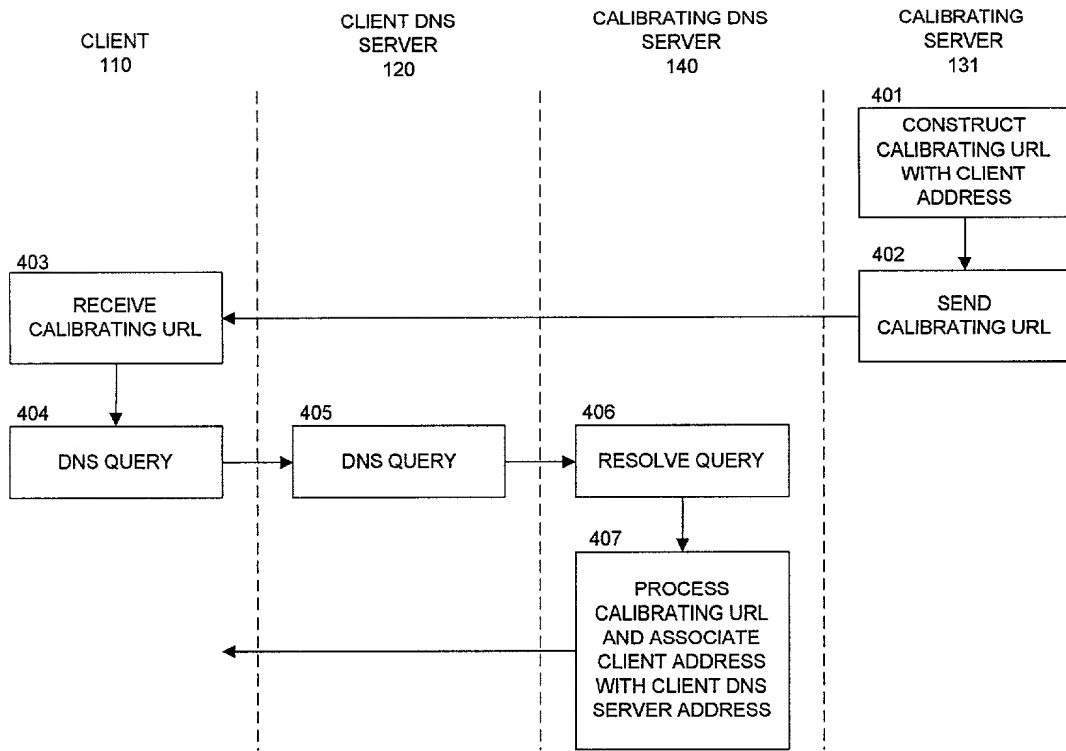 CLIENT
110
CLIENT DNS
SERVER
120
CALIBRATING DNS
SERVER
140
CALIBRATING
SERVER
131
401
CONSTRUCT
CALIBRATING URL
WITH CLIENT
ADDRESS
402
SEND
CALIBRATING URL
403
RECEIVE
CALIBRATING URL
404
DNS QUERY
405
DNS QUERY
406
RESOLVE QUERY
407
PROCESS
CALIBRATING URL
AND ASSOCIATE
CLIENT ADDRESS
WITH CLIENT DNS
SERVER ADDRESS